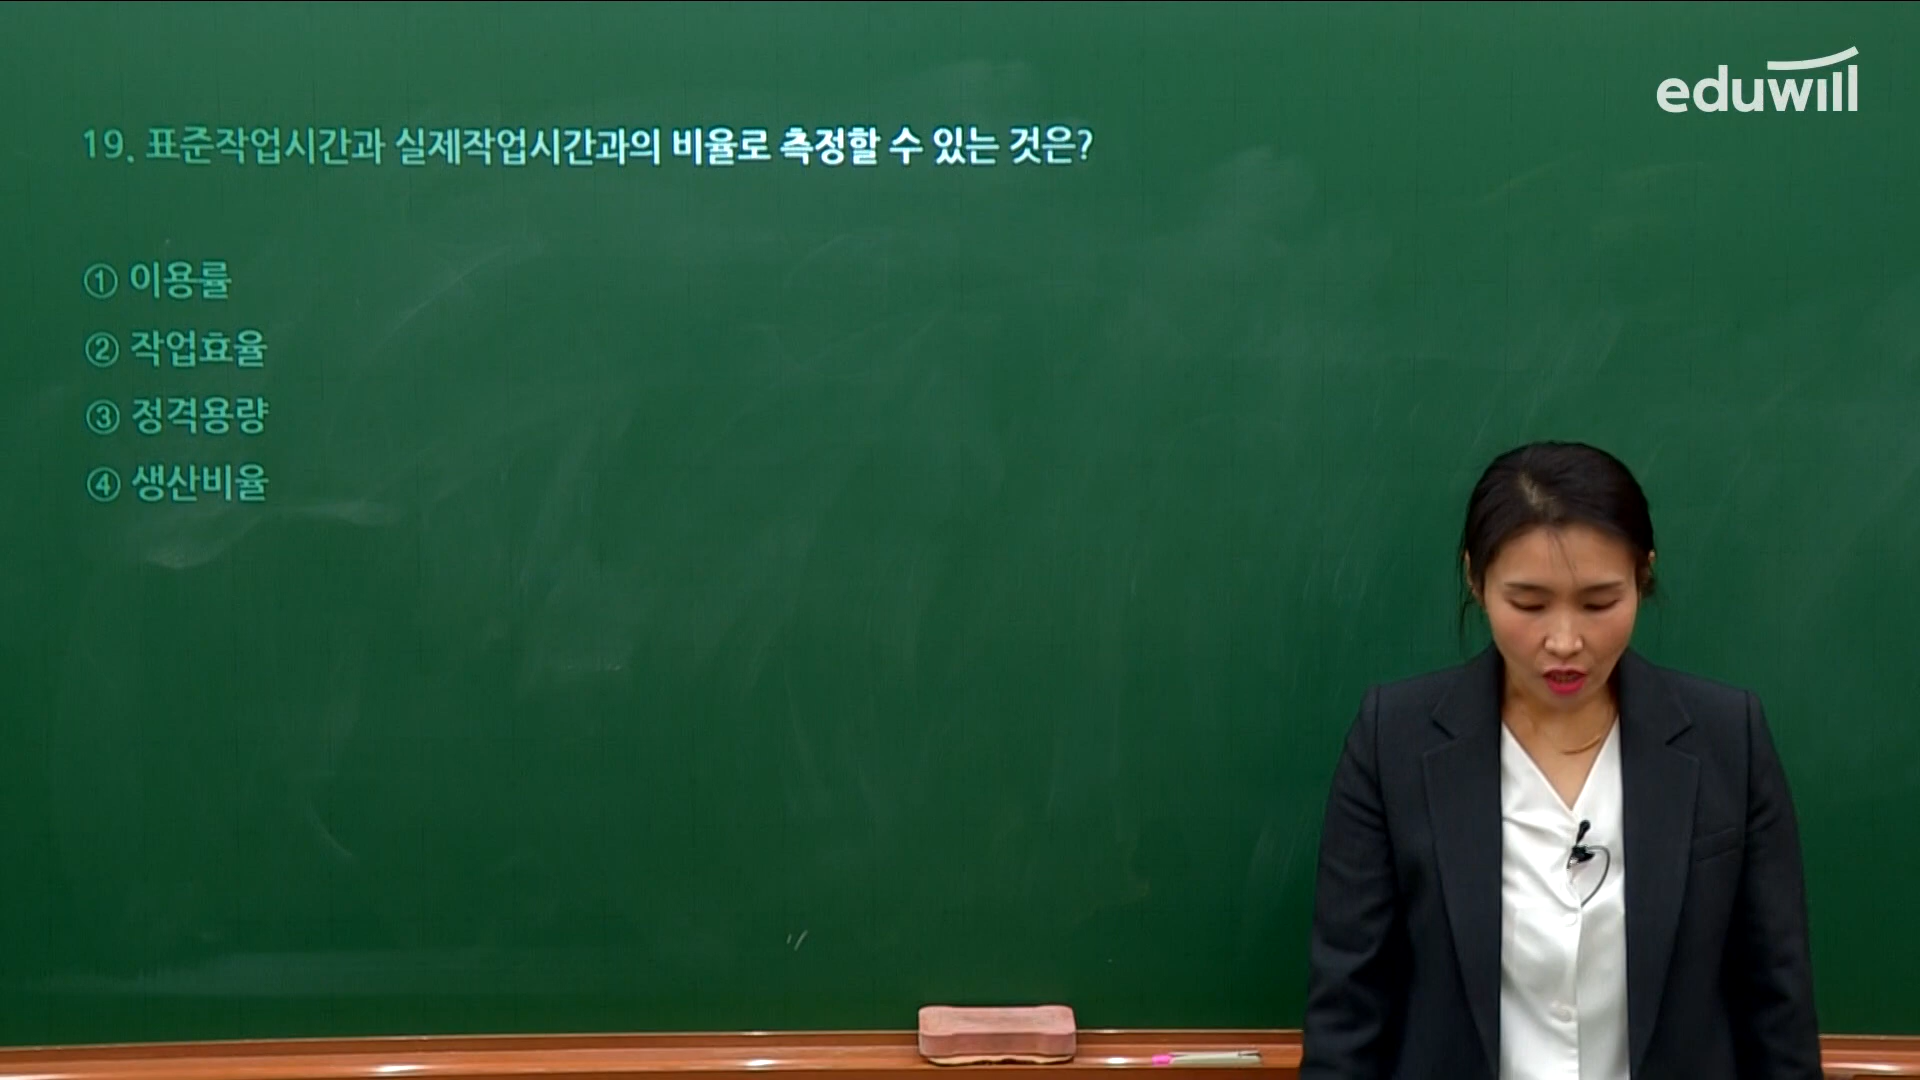 eduwill
19. 표준작업시간과 실제작업시간과의 비율로 측정할 수 있는 것은?
① 이용률
② 작업효율
③ 정격용량
④ 생산비율